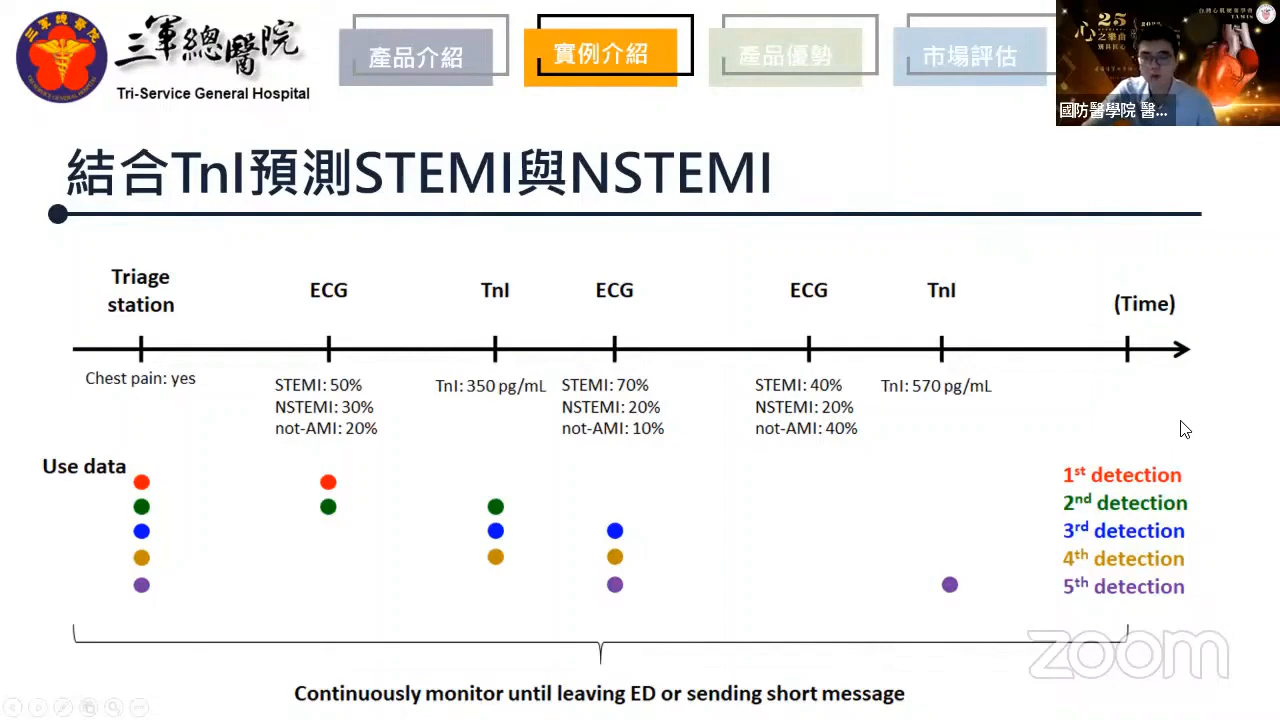 三軍總醫院
Tri-Service General Hospital
產品介紹
實例介紹
產品優勢
市場評估
國防醫學院 醫...
結合TnI預測STEMI與NSTEMI
Triage station
ECG
TnI
ECG
ECG
TnI
(Time)
Chest pain: yes
STEMI: 50%
NSTEMI: 30%
not-AMI: 20%
TnI: 350 pg/mL
STEMI: 70%
NSTEMI: 20%
not-AMI: 10%
STEMI: 40%
NSTEMI: 20%
not-AMI: 40%
TnI: 570 pg/mL
Use data
1st detection
2nd detection
3rd detection
4th detection
5th detection
zoom
Continuously monitor until leaving ED or sending short message